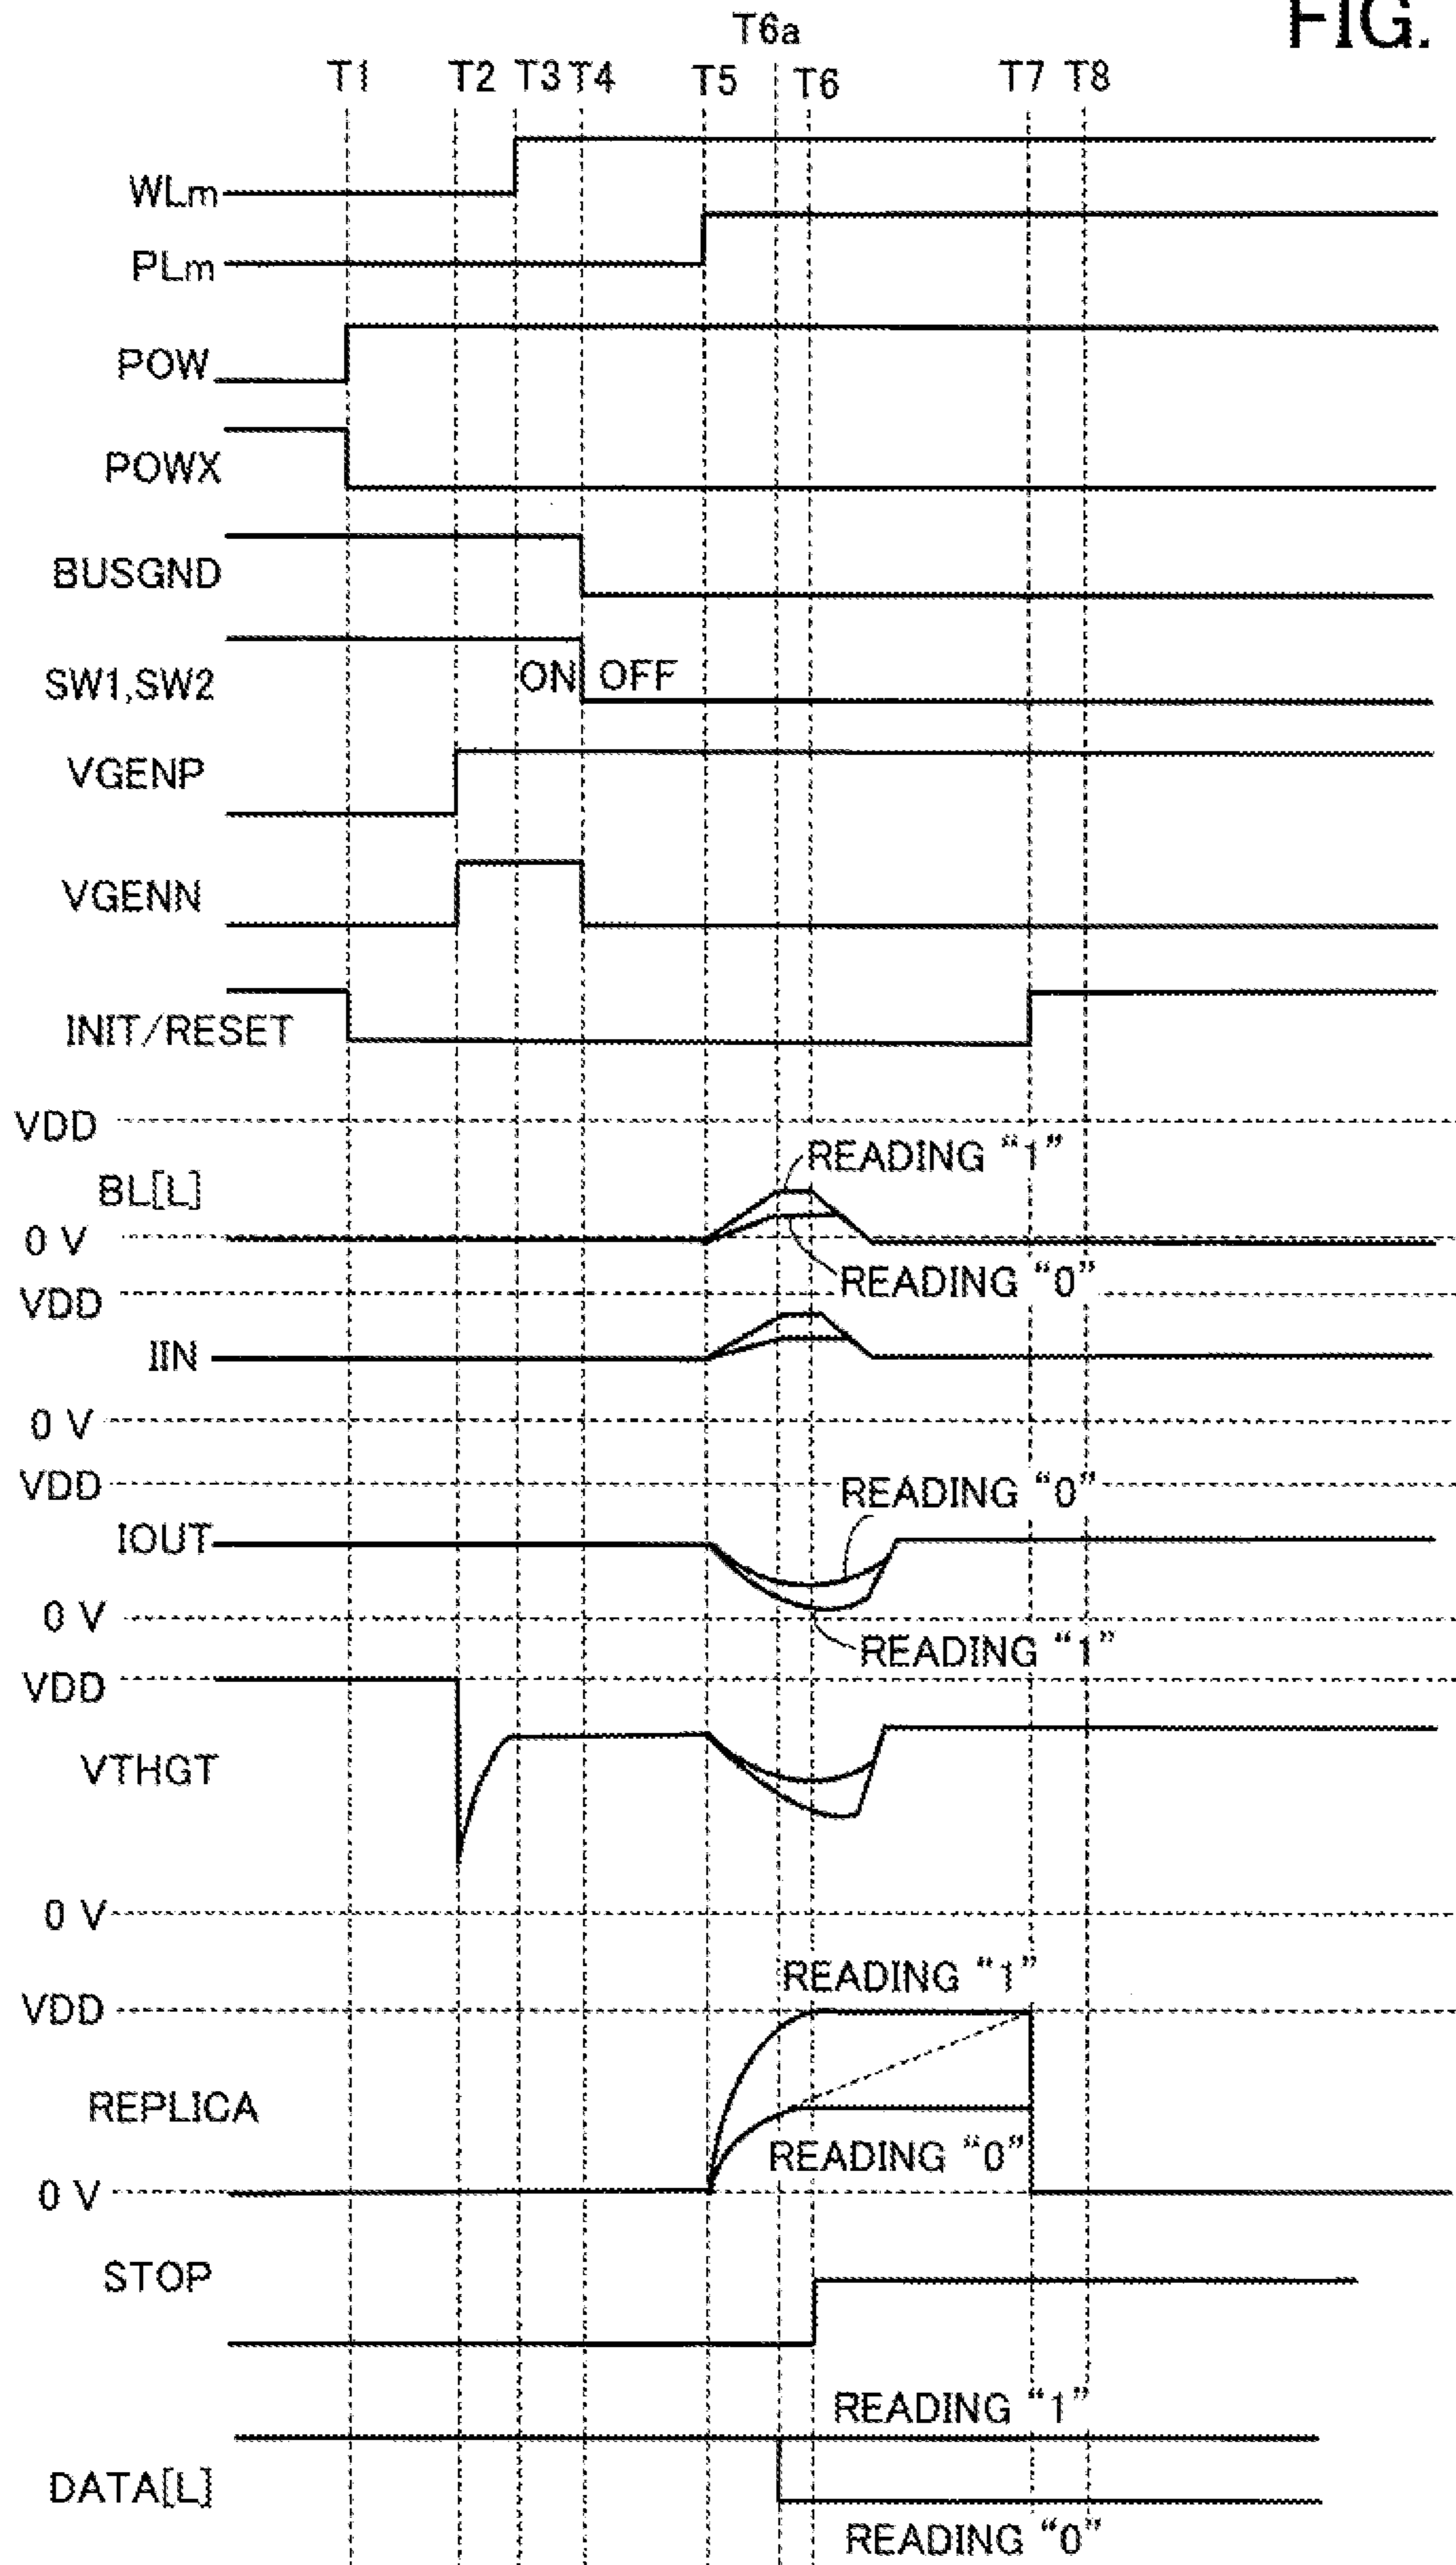 FIG.
T6a
T1 T2 T3 T4 T5 T6 T7 T8
WLm
PLm
POW
POWX
BUSGND
SW1,SW2 ON OFF
VGENP
VGENN
INIT/RESET
VDD
READING “1”
BL[L]
0 V
READING “0”
VDD
IIN
0 V
VDD
READING “0”
IOUT
0 V
READING “1”
VDD
VTHGT
0 V
READING “1”
VDD
REPLICA
READING “0”
0 V
STOP
READING “1”
DATA[L]
READING “0”